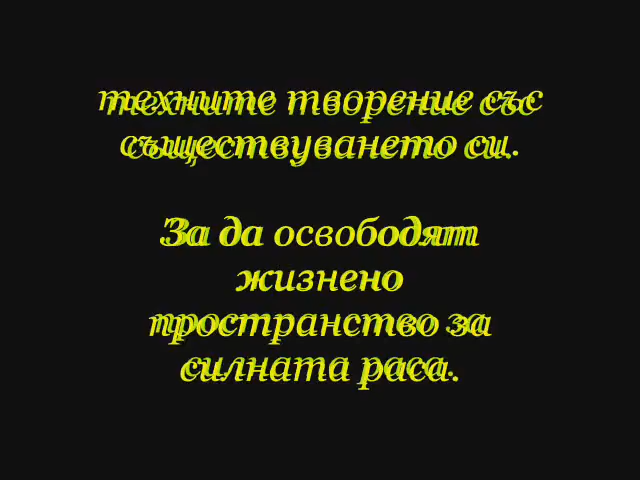 техните творение със
съществуването си.
За да освободят
жизнено
пространство за
силната раса.